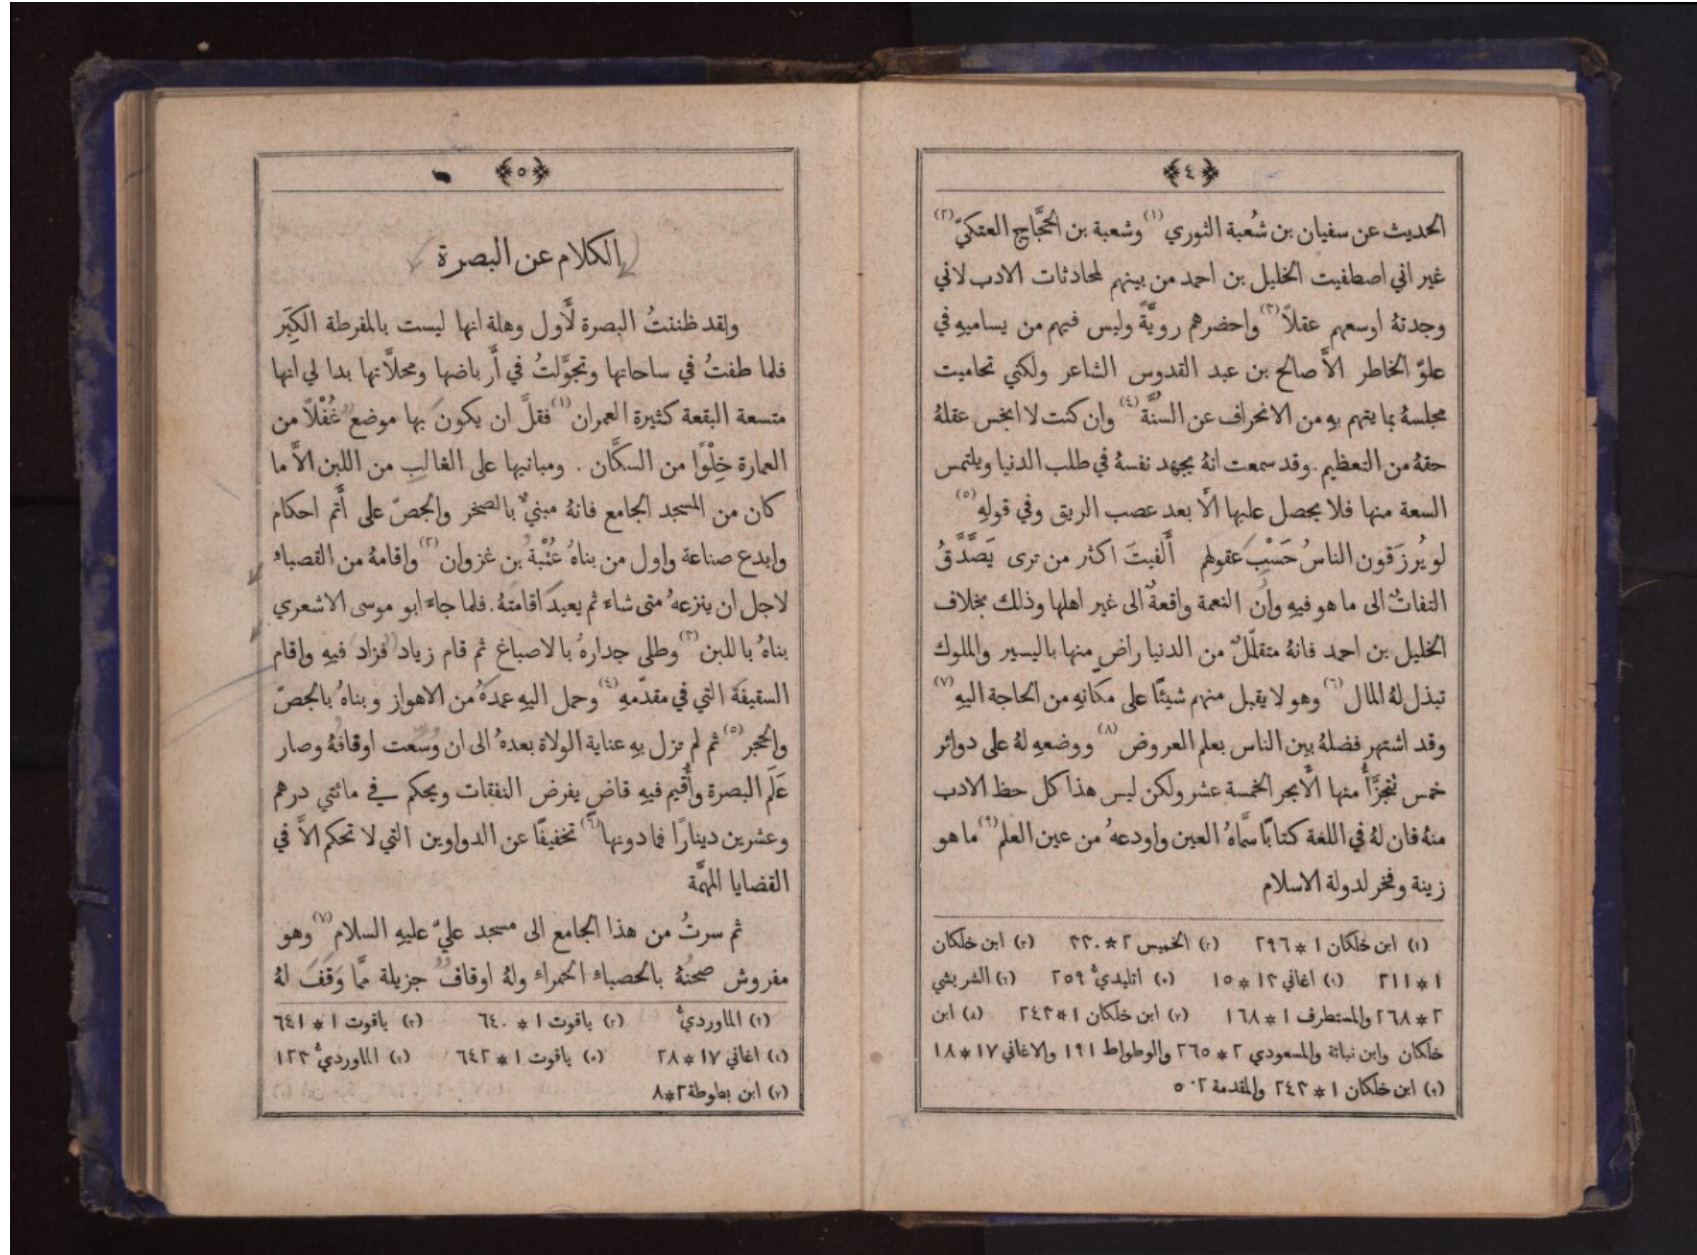 ﴿٤﴾
الحديث عن سفيان بن شُعبة الثوري (١) وشعبة بن الحجَّاج العتكيّ (٢)
غير اني اصطفيت الخليل بن احمد من بينهم لمحادثات الادب لاني
وجدتهُ اوسعهم عقلاً (٣) واحضرهم رويَّةً وليس فيهم من يساميهِ في
علوّ الخاطر الاَّ صالح بن عبد القدوس الشاعر ولكني تحاميت
مجلسهُ بما يتهم بهِ من الانحراف عن السنَّة (٤) وان كنت لا ابخس عقلهُ
حقهُ من التعظيم . وقد سمعت انهُ يجهد نفسهُ في طلب الدنيا ويلتمس
السعة منها فلا يحصل عليها الَّا بعد عصب الريق وفي قولهِ (٥)
لو يُرزَقون الناسُ حَسْبَ عقولهم أَلفيتَ اكثر من ترى يَصَّدَّقُ
التفاتٌ الى ما هو فيهِ وأن النعمة واقعةٌ الى غير اهلها وذلك بخلاف
الخليل بن احمد فانهُ متقلّلٌ من الدنيا راضٍ منها باليسير والملوك
تبذل لهُ المال (٦) وهو لا يقبل منهم شيئًا على مكانهِ من الحاجة اليهِ (٧)
وقد اشتهر فضلهُ بين الناس بعلم العروض (٨) ووضعهِ لهُ على دوائر
خمس تتجزَّأُ منها الأَبحر الخمسة عشر ولكن ليس هذا كل حظ الادب
منهُ فان لهُ في اللغة كتابًا سمَّاهُ العين واودعهُ من عين العلم (٩) ما هو
زينة وفخر لدولة الاسلام
(١) ابن خلكان ١ * ٢٩٦ (٢) الخميس ٢ * ٢٢٠ (٣) ابن خلكان
١ * ٢١١ (٤) اغاني ١٣ * ١٥ (٥) اتليديّ ٢٥٩ (٦) الشريشي
٢ * ٢٦٨ والمستطرف ١ * ١٦٨ (٧) ابن خلكان ١ * ٢٤٣ (٨) ابن
خلكان وابن نباتة والمسعودي ٢ * ٢٦٥ والوطواط ١٩١ والاغاني ١٧ * ١٨
(٩) ابن خلكان ١ * ٢٤٣ والمقدمة ٥٠٢
﴿٥﴾
الكلام عن البصرة
ولقد ظننتُ البصرة لأَول وهلة انها ليست بالمفرطة الكِبَر
فلما طفتُ في ساحاتها وتجوَّلتُ في أَرباضها ومحلاَّتها بدا لي انها
متسعة البقعة كثيرة العمران (١) فقلَّ ان يكونَ بها موضع غُفْلاً من
العمارة خِلْوًا من السكَّان . ومبانيها على الغالب من اللبن الاَّ ما
كان من المسجد الجامع فانهُ مبنيٌّ بالصخر والجصّ على أَتم احكام
وابدع صناعة واول من بناهُ عُتْبةُ بن غزوان (٢) واقامهُ من القصباء
لاجل ان ينزعهُ متى شاء ثم يعيدَ اقامتَهُ . فلما جاء ابو موسى الاشعري
بناهُ باللبن (٣) وطلى جدارهُ بالاصباغ ثم قام زياد فزاد فيهِ واقام
السقيفَة التي في مقدّمهِ (٤) وحمل اليهِ عمدَهُ من الاهواز وبناهُ بالجصّ
والحجر (٥) ثم لم تزل بهِ عناية الولاة بعدهُ الى ان وُسّعت اوقافُهُ وصار
عَلَم البصرة وأُقيم فيهِ قاضٍ يفرض النفقات ويحكم في مائتي درهم
وعشرين دينارًا فما دونها (٦) تخفيفًا عن الدواوين التي لا تحكم الاَّ في
القضايا المهمَّة
ثم سرتُ من هذا الجامع الى مسجد عليّ عليهِ السلام (٧) وهو
مفروش صحنُهُ بالحصباء الحمراء ولهُ اوقافٌ جزيلة ممَّا وَقَفَ لهُ
(١) الماورديّ (٢) ياقوت ١ * ٦٤٠ (٣) ياقوت ١ * ٦٤١
(٤) اغاني ١٧ * ٢٨ (٥) ياقوت ١ * ٦٤٢ (٦) الماورديّ ١٢٣
(٧) ابن بطوطة ٢ * ٨